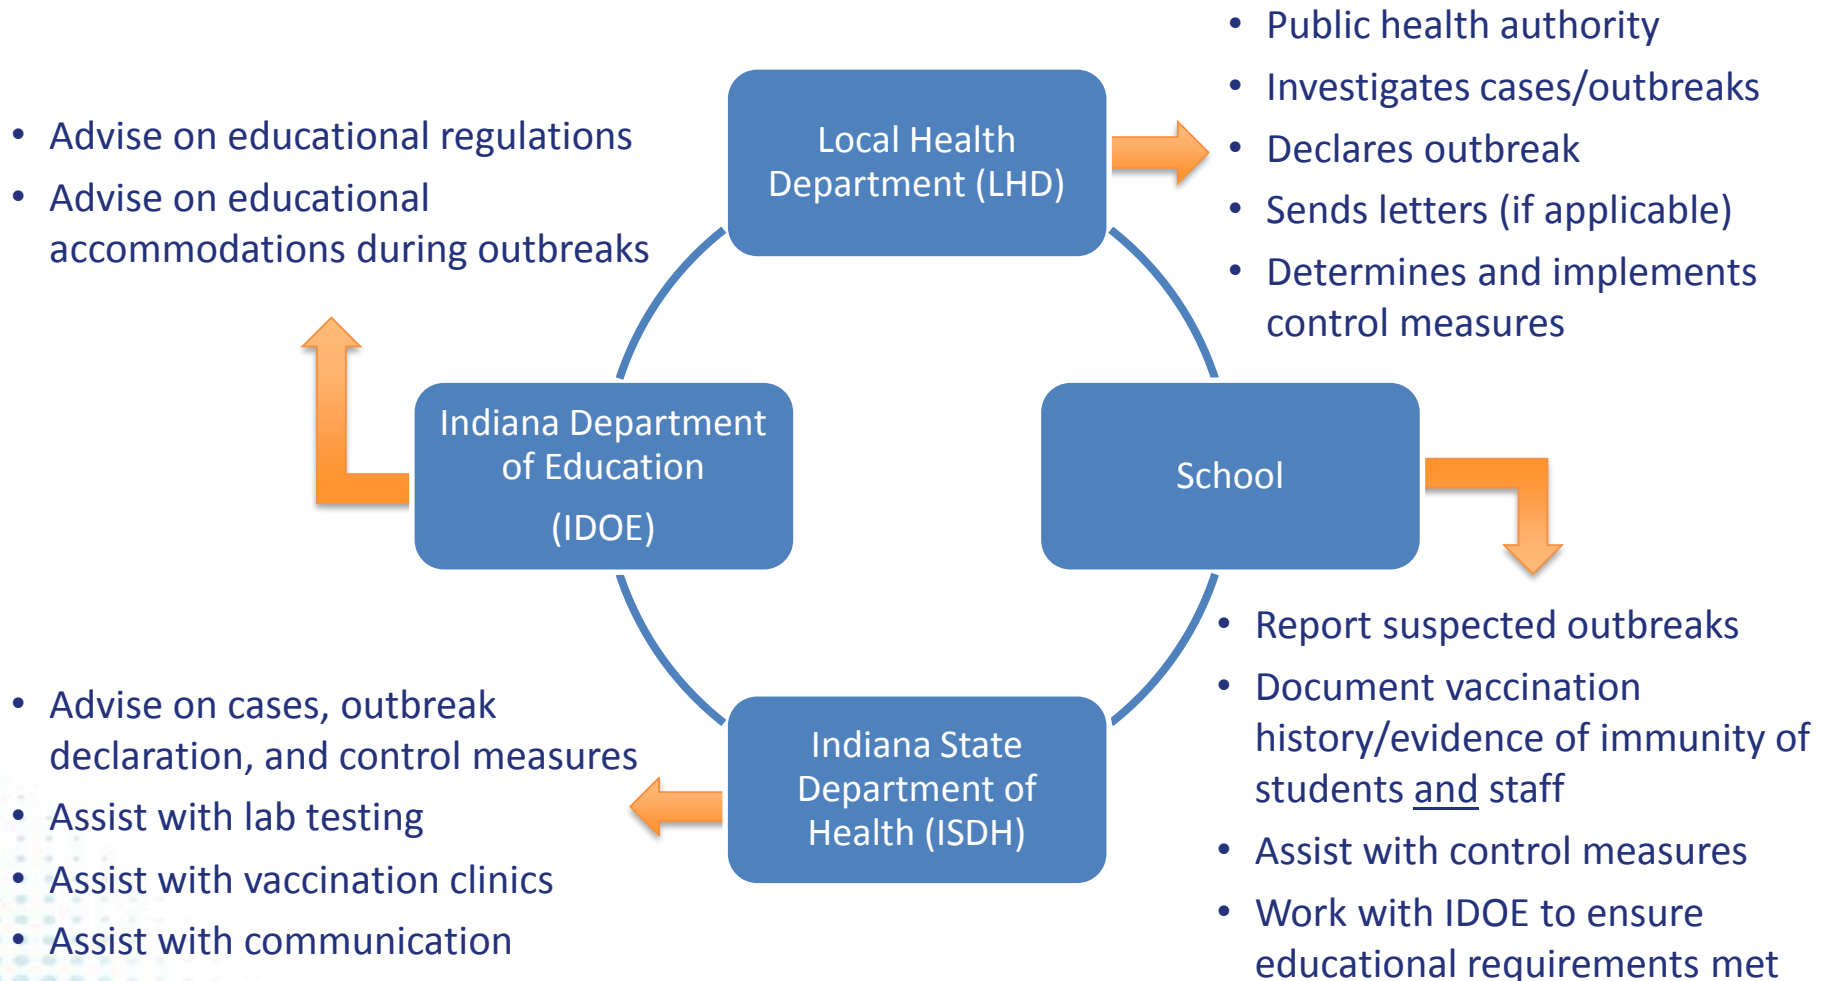 • Public health authority
• Investigates cases/outbreaks
• Declares outbreak
• Sends letters (if applicable)
• Determines and implements
control measures
Local Health
Department (LHD)
• Advise on educational regulations
• Advise on educational
accommodations during outbreaks
Indiana Department
of Education
(IDOE)
School
• Report suspected outbreaks
• Document vaccination
history/evidence of immunity of
students and staff
• Assist with control measures
• Work with IDOE to ensure
educational requirements met
Indiana State
Department of
Health (ISDH)
• Advise on cases, outbreak
declaration, and control measures
• Assist with lab testing
• Assist with vaccination clinics
• Assist with communication